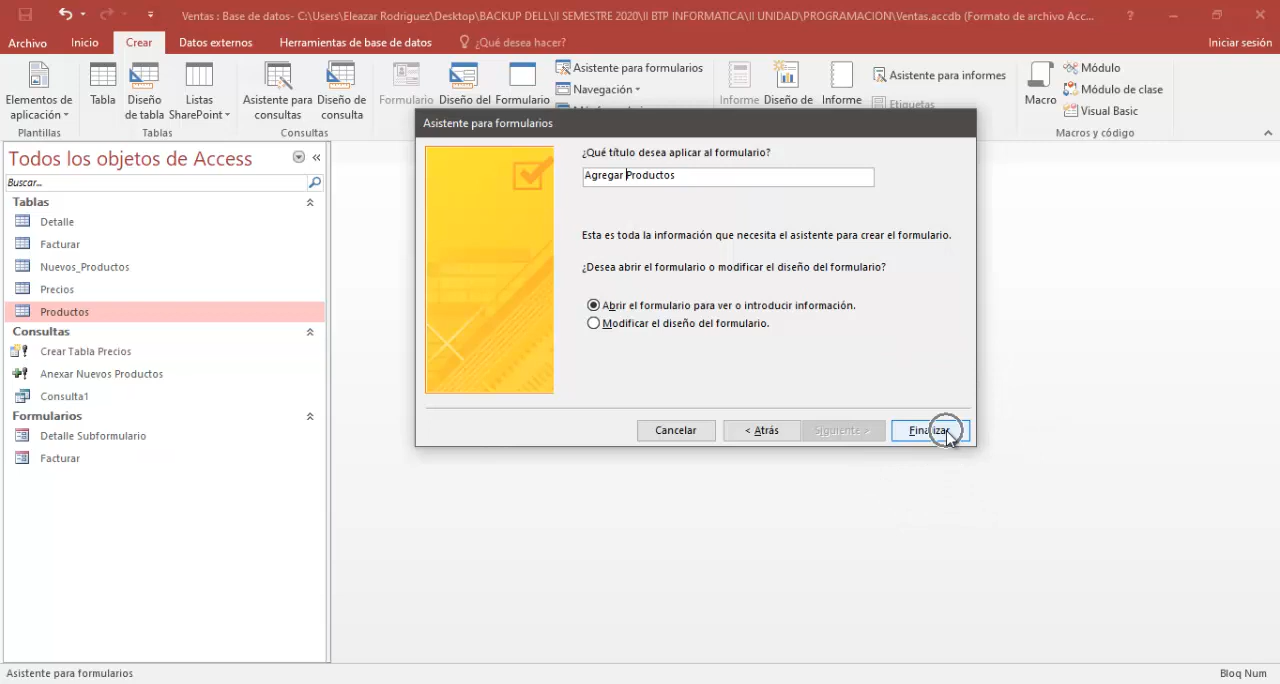 Ventas : Base de datos- C:\Users\Eleazar Rodriguez\Desktop\BACKUP DELL\II SEMESTRE 2020\II BTP INFORMATICA\II UNIDAD\PROGRAMACION\Ventas.accdb (Formato de archivo Acc...
Archivo
Inicio
Crear
Datos externos
Herramientas de base de datos
¿Qué desea hacer?
Iniciar sesión
Elementos de aplicación
Plantillas
Tabla
Diseño de tabla
Listas SharePoint
Tablas
Asistente para consultas
Diseño de consulta
Consultas
Formulario
Diseño del
Formulario
Asistente para formularios
Navegación
Informe
Diseño de
Informe
Asistente para informes
Etiquetas
Macro
Módulo
Módulo de clase
Visual Basic
Macros y código
Todos los objetos de Access
Buscar...
Tablas
Detalle
Facturar
Nuevos_Productos
Precios
Productos
Consultas
Crear Tabla Precios
Anexar Nuevos Productos
Consulta1
Formularios
Detalle Subformulario
Facturar
Asistente para formularios
¿Qué título desea aplicar al formulario?
Agregar Productos
Esta es toda la información que necesita el asistente para crear el formulario.
¿Desea abrir el formulario o modificar el diseño del formulario?
Abrir el formulario para ver o introducir información.
Modificar el diseño del formulario.
Cancelar
< Atrás
Siguiente >
Finalizar
Asistente para formularios
Bloq Num